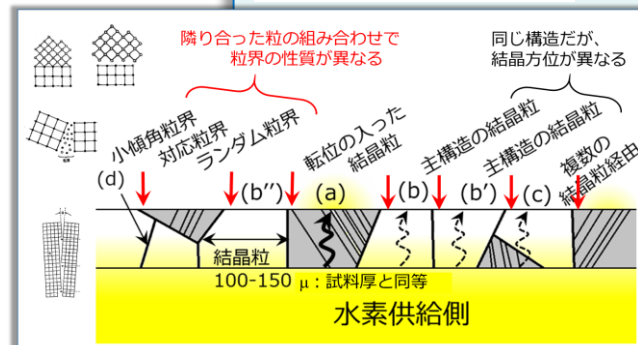 隣り合った粒の組み合わせで
粒界の性質が異なる
同じ構造だが、
結晶方位が異なる
小傾角粒界
対応粒界
ランダム粒界
転位の入った
結晶粒
主構造の結晶粒
主構造の結晶粒
複数の
結晶粒経由
(d)
(b'')
(a)
(b)
(b')
(c)
結晶粒
100-150 μ：試料厚と同等
水素供給側